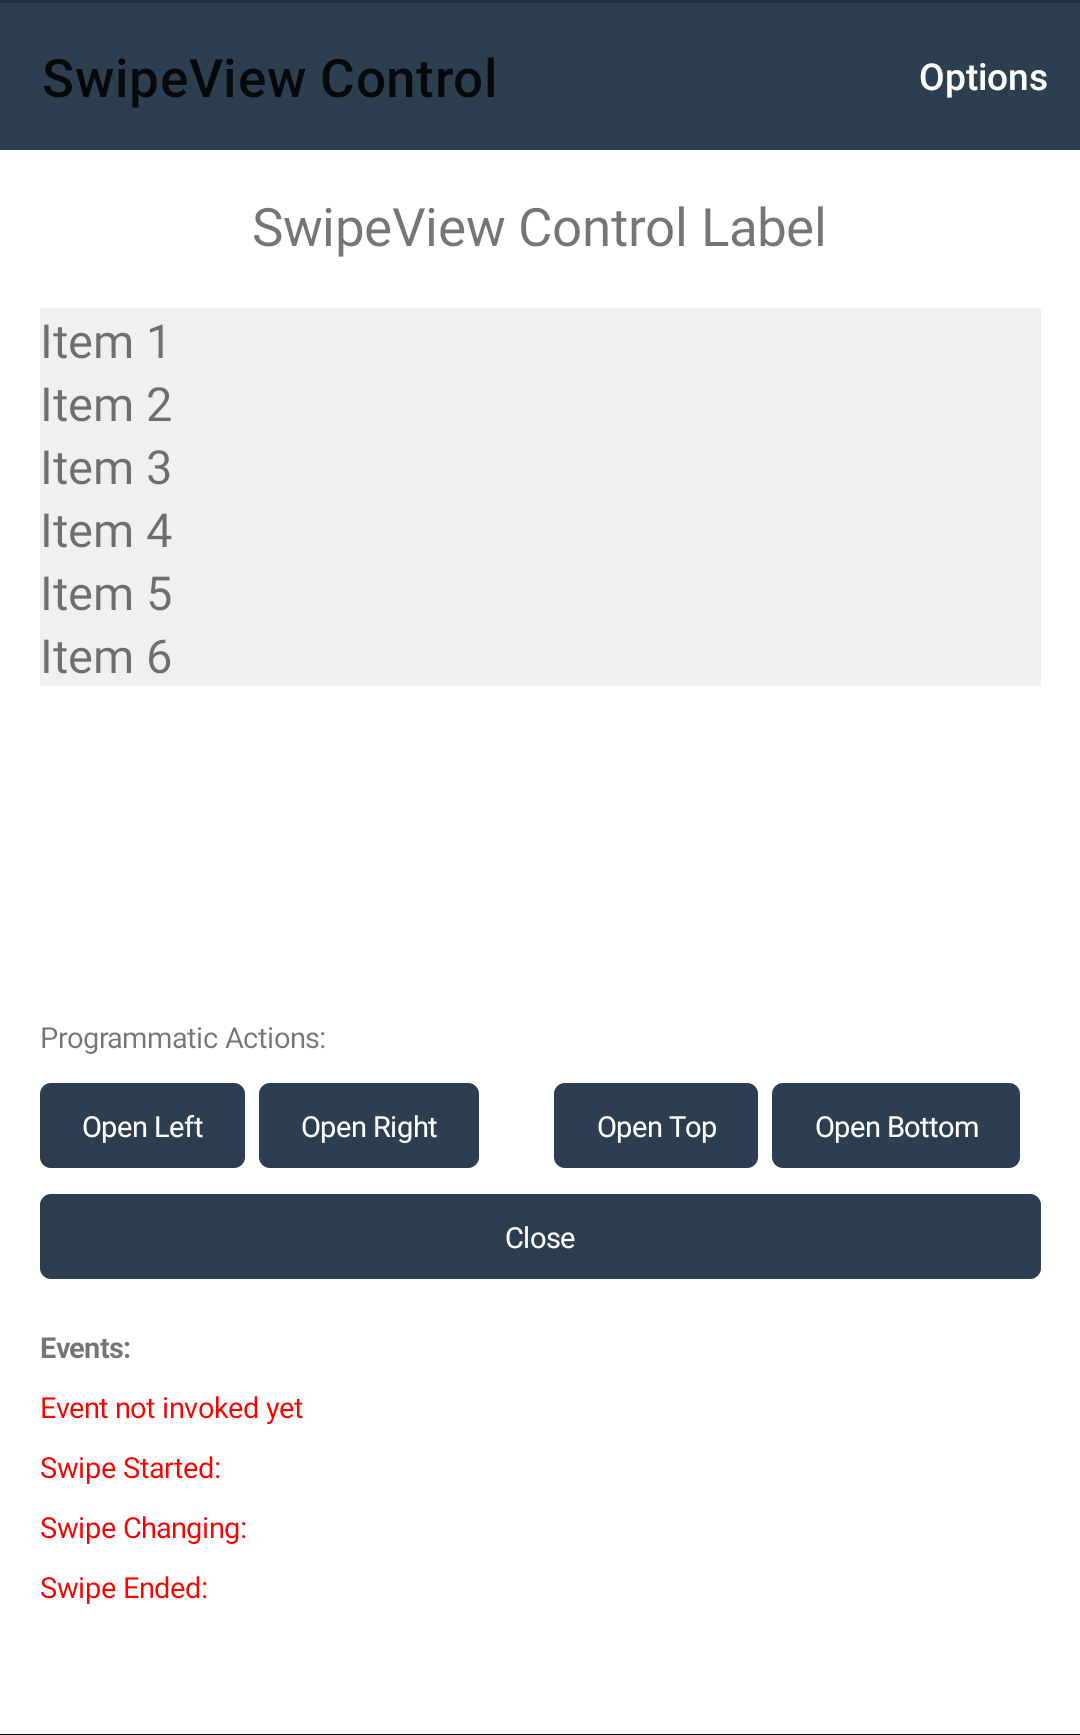 SwipeView Control
Options
SwipeView Control Label
Item 1
Item 2
Item 3
Item 4
Item 5
Item 6
Programmatic Actions:
Open Left Open Right Open Top Open Bottom
Close
Events:
Event not invoked yet
Swipe Started:
Swipe Changing:
Swipe Ended: